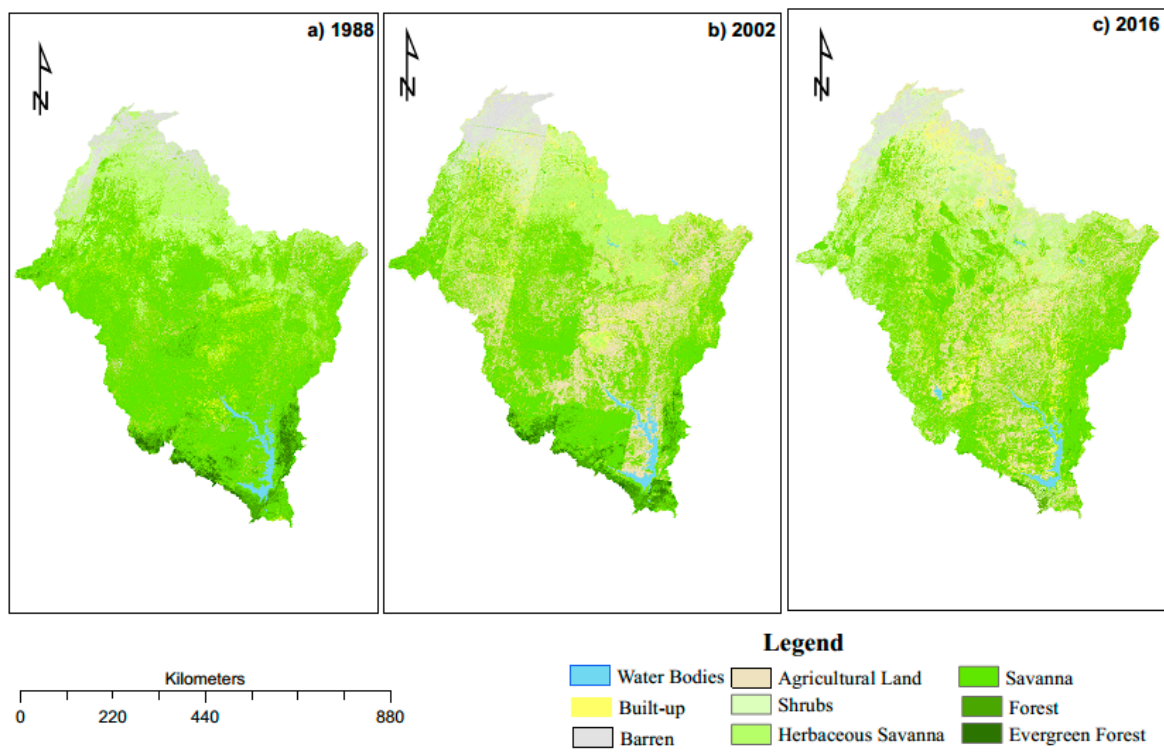 a) 1988
b) 2002
c) 2016
N
N
N
Kilometers
0 220 440 880
Legend
Water Bodies Agricultural Land Savanna
Built-up Shrubs Forest
Barren Herbaceous Savanna Evergreen Forest